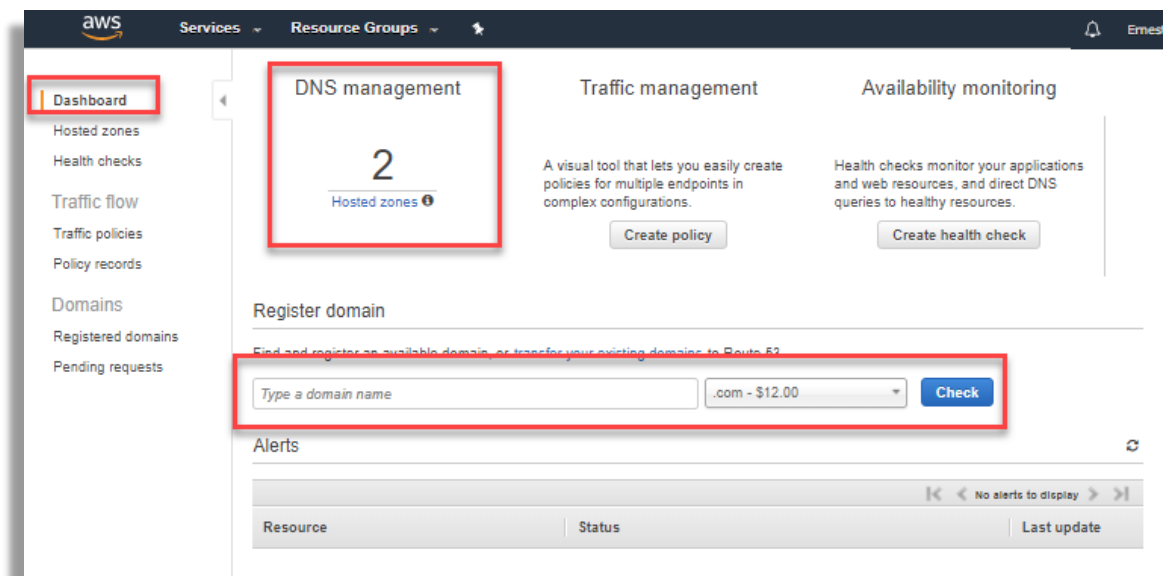 aws Services Resource Groups Ernest
Dashboard
Hosted zones
Health checks
Traffic flow
Traffic policies
Policy records
Domains
Registered domains
Pending requests
DNS management
2
Hosted zones
Traffic management
A visual tool that lets you easily create
policies for multiple endpoints in
complex configurations.
Create policy
Availability monitoring
Health checks monitor your applications
and web resources, and direct DNS
queries to healthy resources.
Create health check
Register domain
Find and register an available domain, or transfer your existing domains to Route 53
Type a domain name .com - $12.00 Check
Alerts
No alerts to display
Resource Status Last update